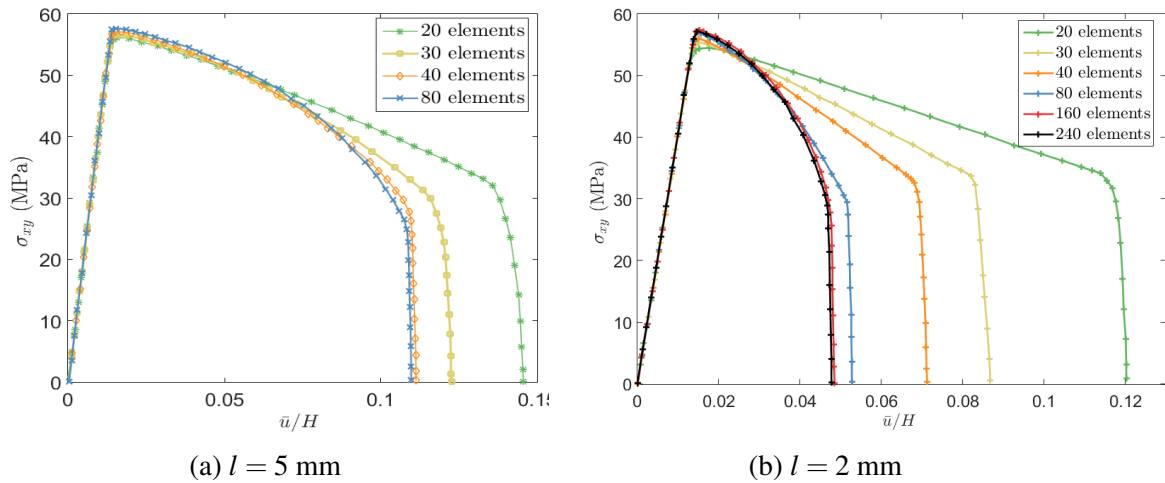 60
50
40
30
20
10
0
0
0.05
0.1
0.15
σxy (MPa)
ū/H
20 elements
30 elements
40 elements
80 elements
(a) l = 5 mm
60
50
40
30
20
10
0
0
0.02
0.04
0.06
0.08
0.1
0.12
σxy (MPa)
ū/H
20 elements
30 elements
40 elements
80 elements
160 elements
240 elements
(b) l = 2 mm